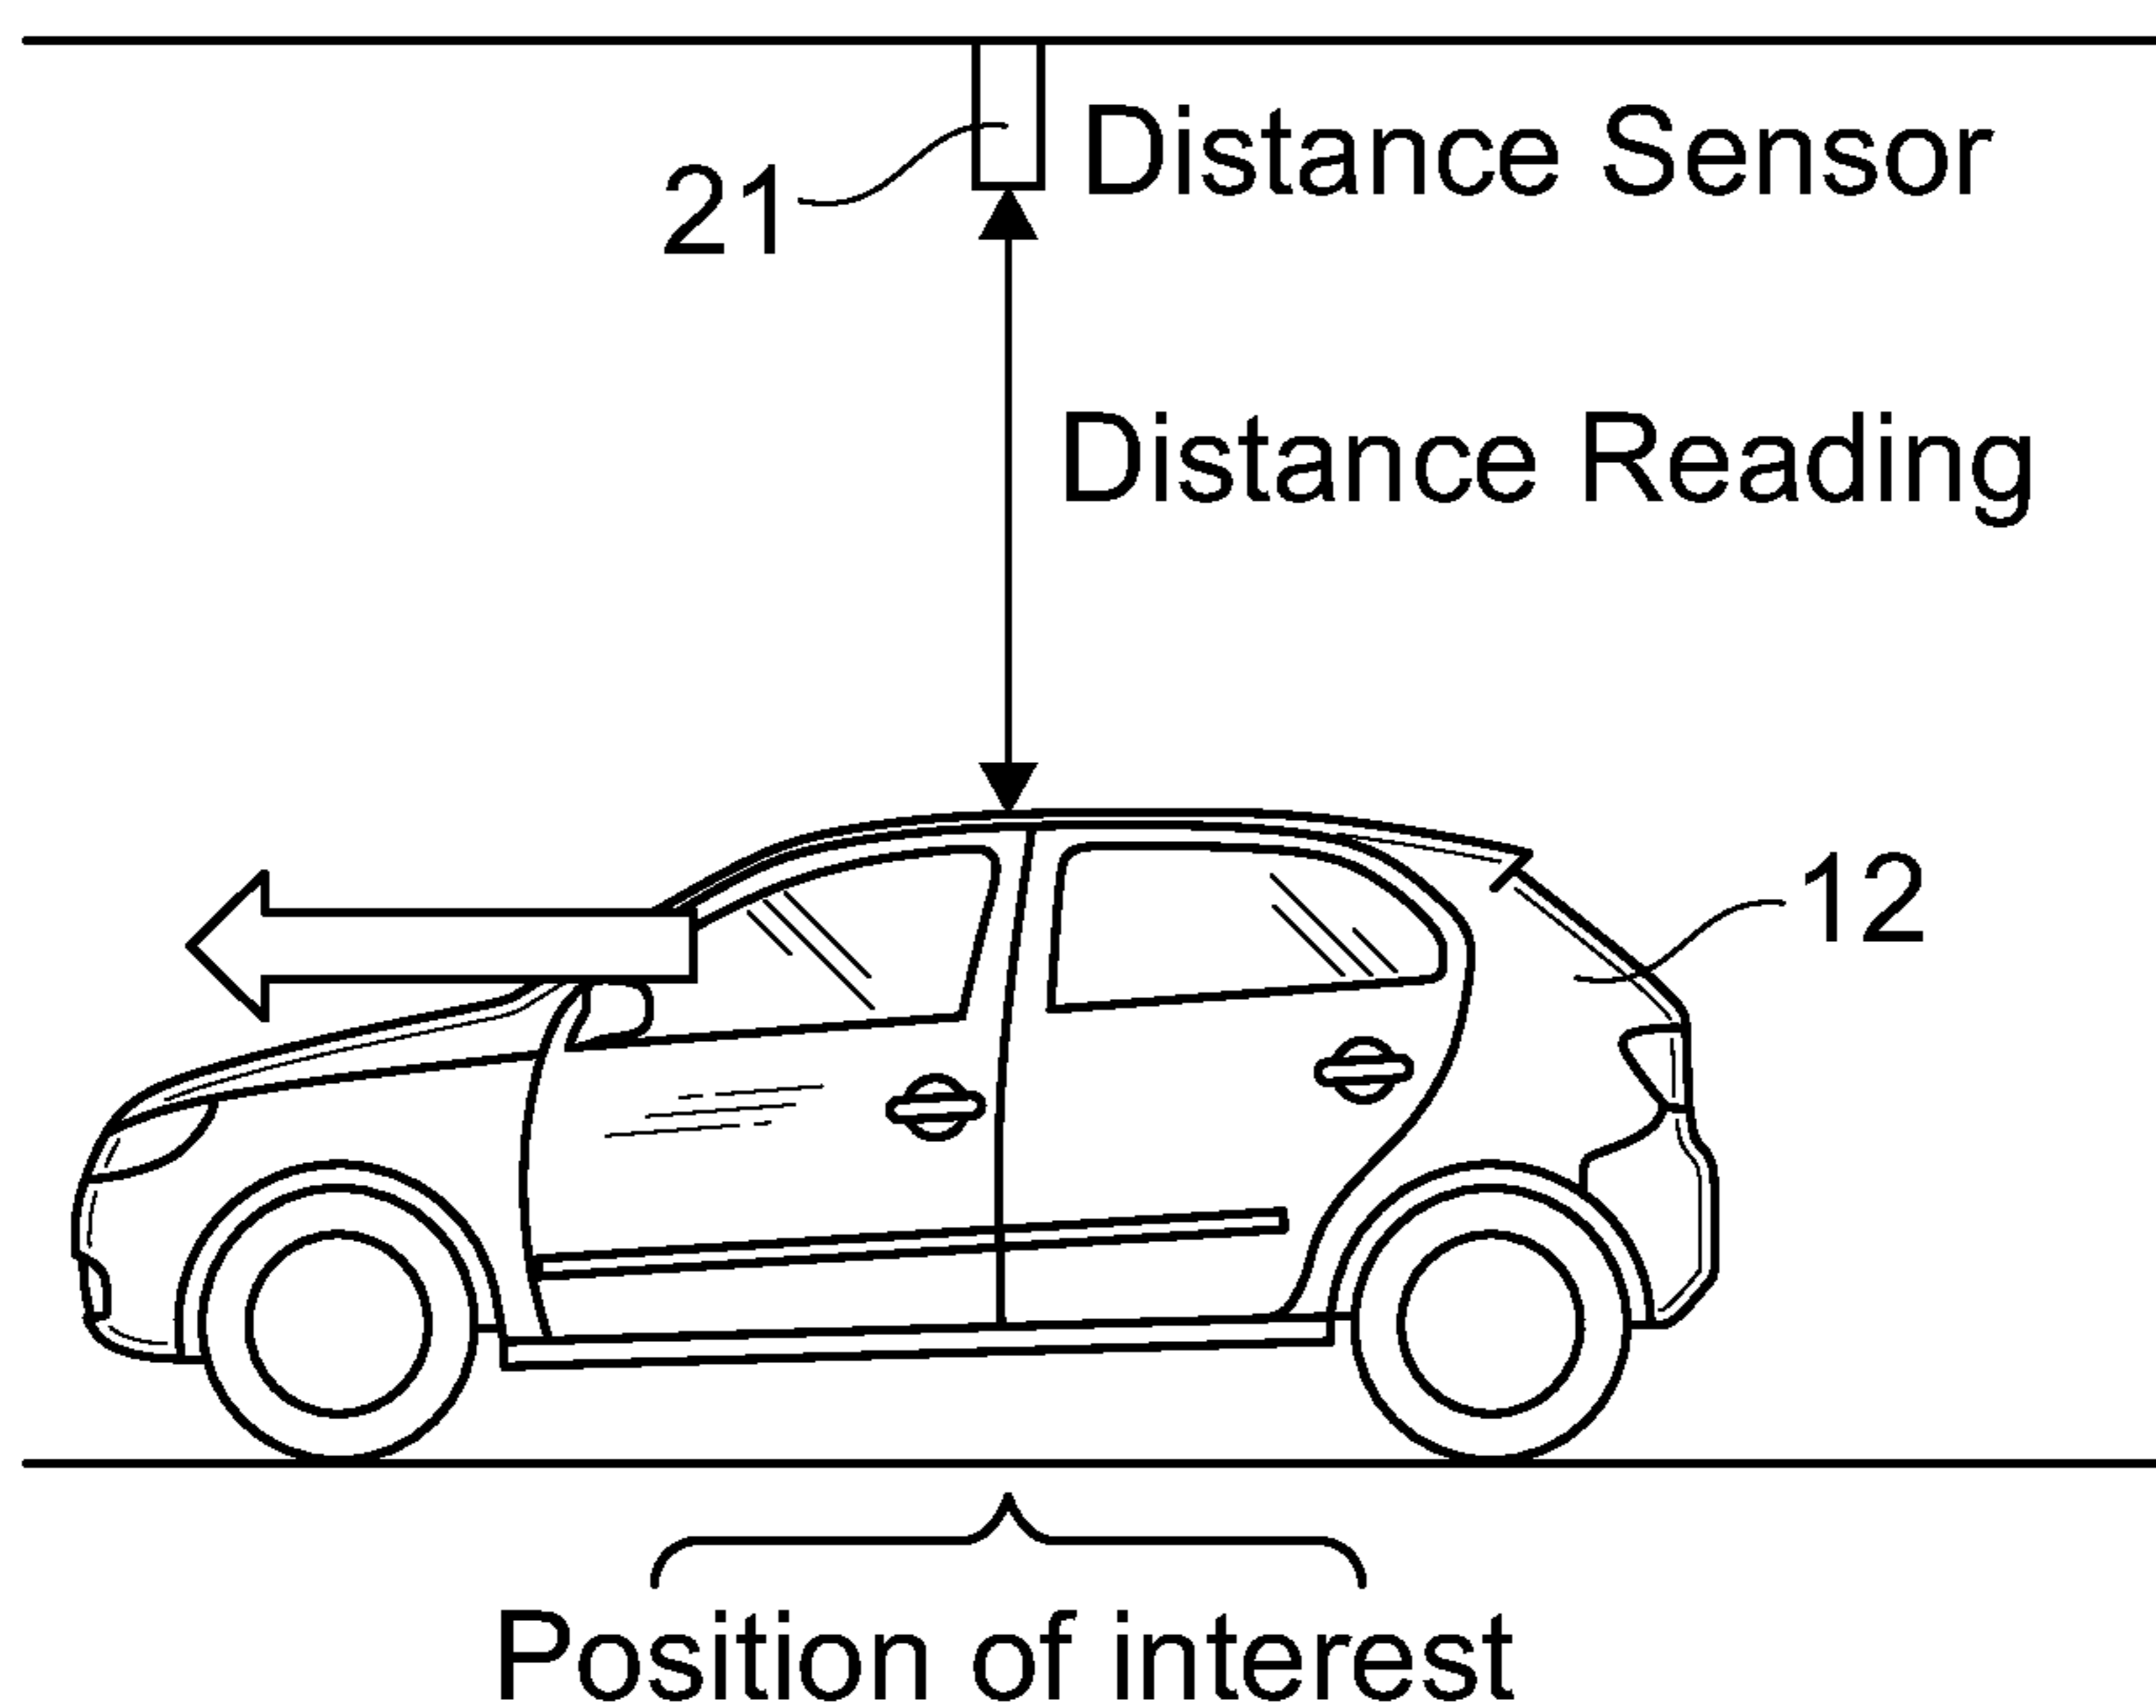 Distance Sensor
21
Distance Reading
12
Position of interest